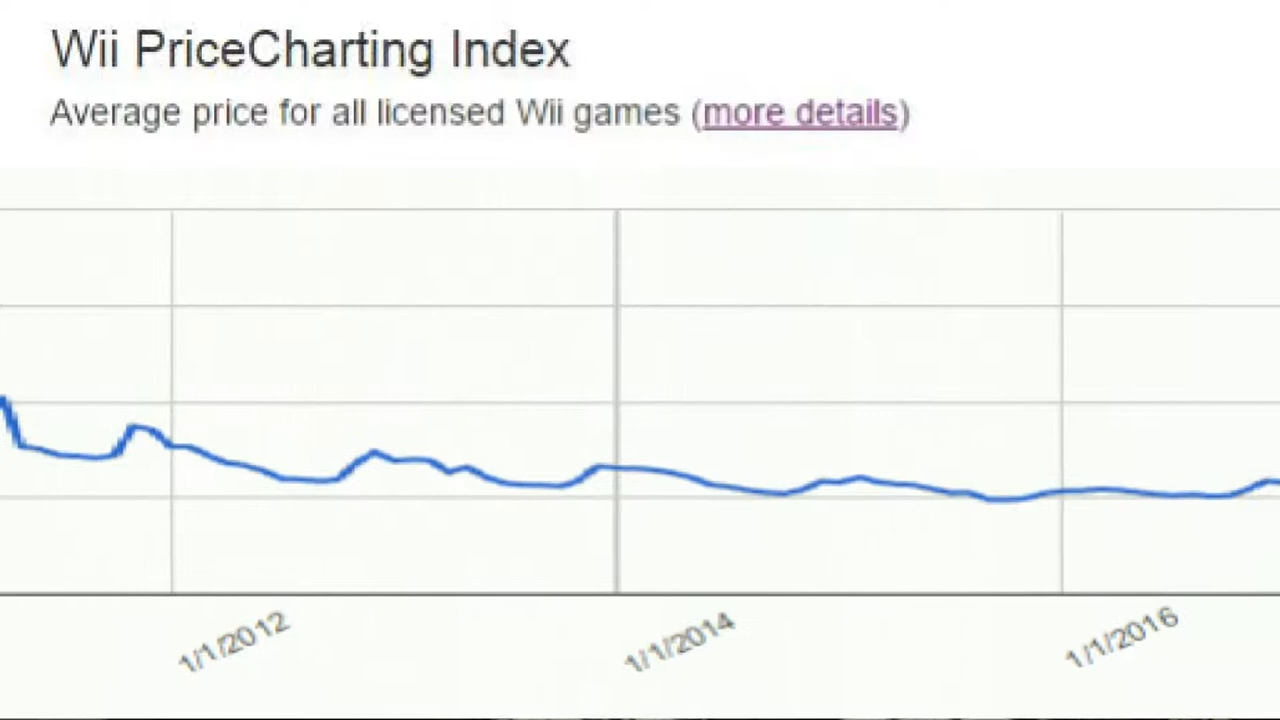 Wii PriceCharting Index
Average price for all licensed Wii games (more details)
1/1/2012
1/1/2014
1/1/2016